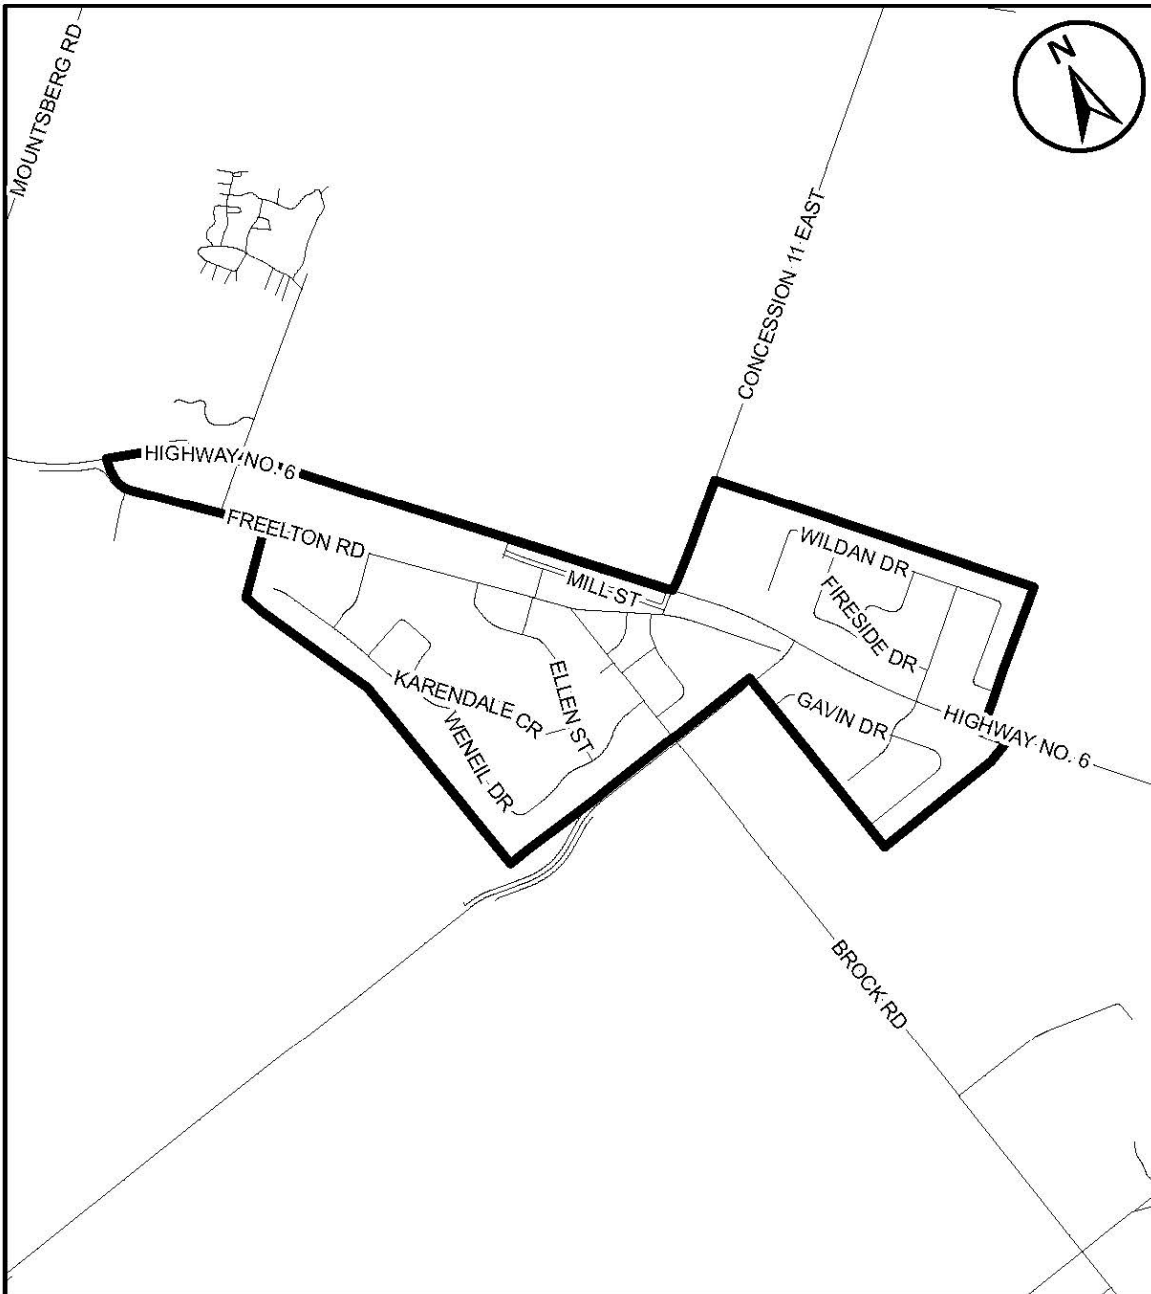 MOUNTSBERG RD
N
CONCESSION 11 EAST
HIGHWAY NO. 6
FREELTON RD
WILDAN DR
MILL ST
FIRESIDE DR
ELLEN ST
KARENDALE CR
WENEIL DR
GAVIN DR
HIGHWAY NO. 6
BROCK RD